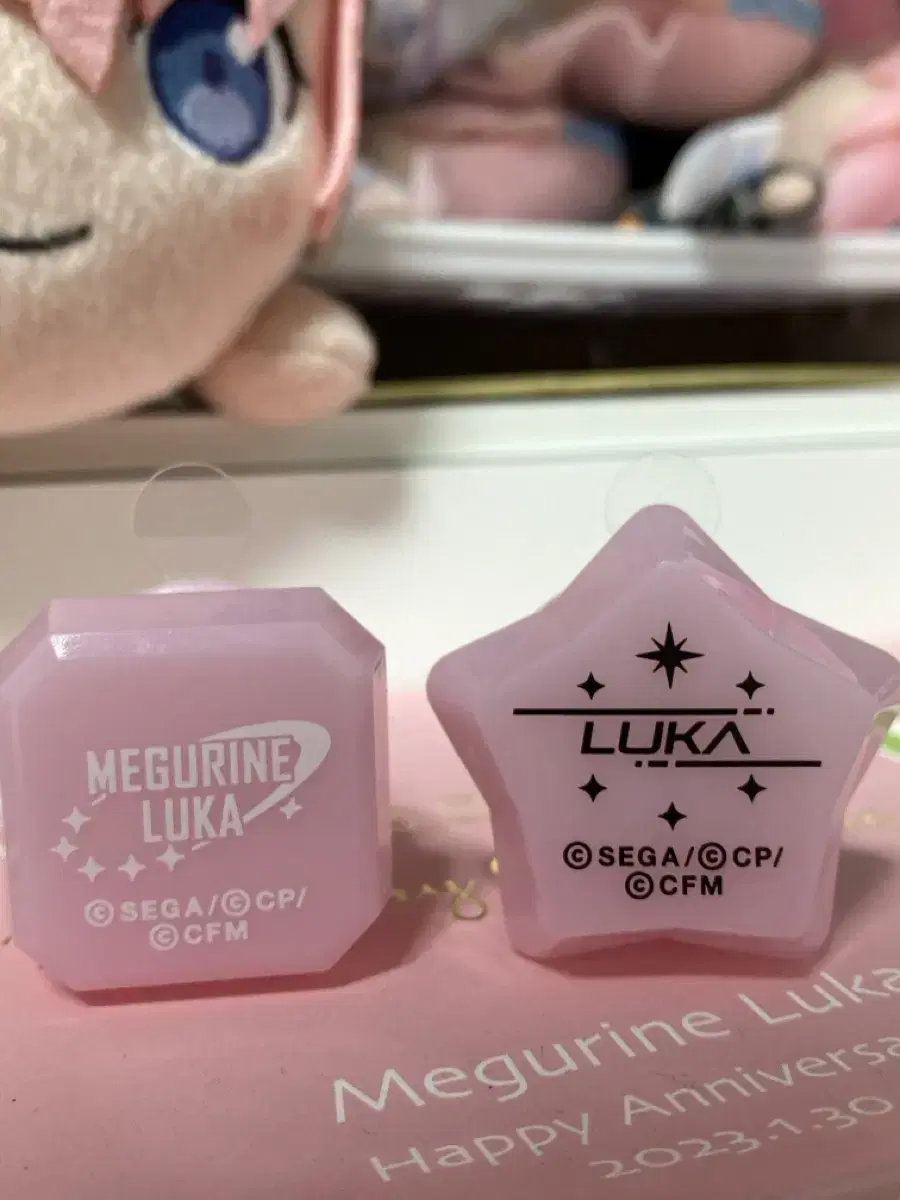 MEGURINE
LUKA
©SEGA/©CP/
©CFM
LUKA
©SEGA/©CP/
©CFM
Megurine Luka
Happy Anniversa
2023.1.30